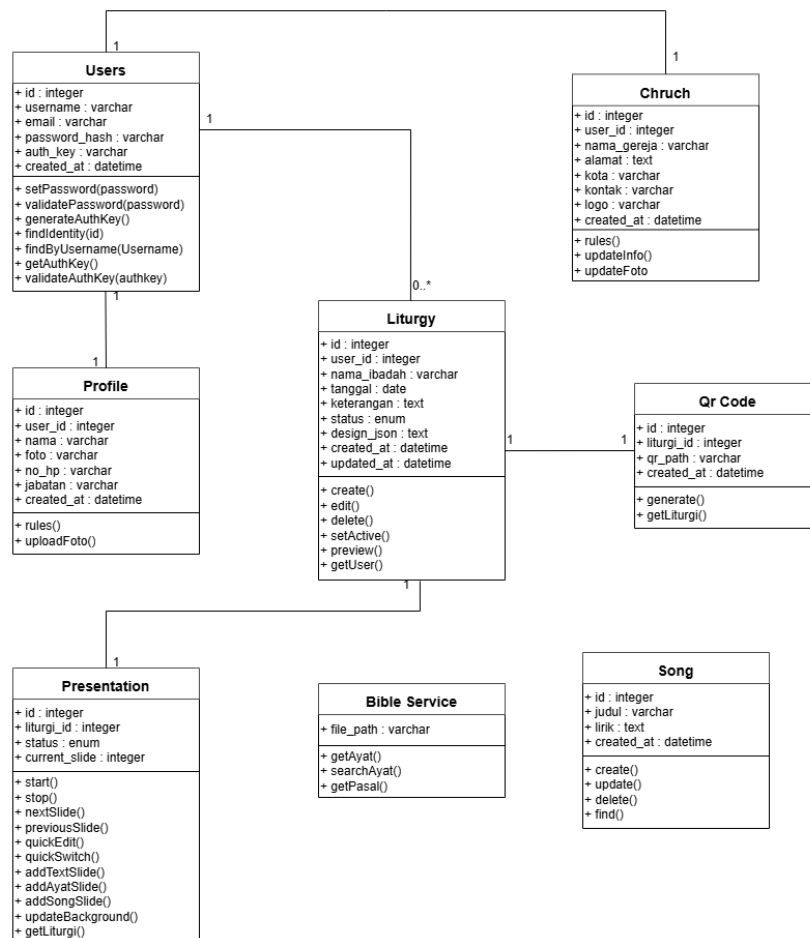 1
1
Users
+ id : integer
+ username : varchar
+ email : varchar
+ password_hash : varchar
+ auth_key : varchar
+ created_at : datetime
+ setPassword(password)
+ validatePassword(password)
+ generateAuthKey()
+ findIdentity(id)
+ findByUsername(Username)
+ getAuthKey()
+ validateAuthKey(authkey)
1
1
Chruch
+ id : integer
+ user_id : integer
+ nama_gereja : varchar
+ alamat : text
+ kota : varchar
+ kontak : varchar
+ logo : varchar
+ created_at : datetime
+ rules()
+ updateInfo()
+ updateFoto
0..*
Liturgy
+ id : integer
+ user_id : integer
+ nama_ibadah : varchar
+ tanggal : date
+ keterangan : text
+ status : enum
+ design_json : text
+ created_at : datetime
+ updated_at : datetime
+ create()
+ edit()
+ delete()
+ setActive()
+ preview()
+ getUser()
1
1
1
Profile
+ id : integer
+ user_id : integer
+ nama : varchar
+ foto : varchar
+ no_hp : varchar
+ jabatan : varchar
+ created_at : datetime
+ rules()
+ uploadFoto()
1
Qr Code
+ id : integer
+ liturgi_id : integer
+ qr_path : varchar
+ created_at : datetime
+ generate()
+ getLiturgi()
1
Presentation
+ id : integer
+ liturgi_id : integer
+ status : enum
+ current_slide : integer
+ start()
+ stop()
+ nextSlide()
+ previousSlide()
+ quickEdit()
+ quickSwitch()
+ addTextSlide()
+ addAyatSlide()
+ addSongSlide()
+ updateBackground()
+ getLiturgi()
Bible Service
+ file_path : varchar
+ getAyat()
+ searchAyat()
+ getPasal()
Song
+ id : integer
+ judul : varchar
+ lirik : text
+ created_at : datetime
+ create()
+ update()
+ delete()
+ find()